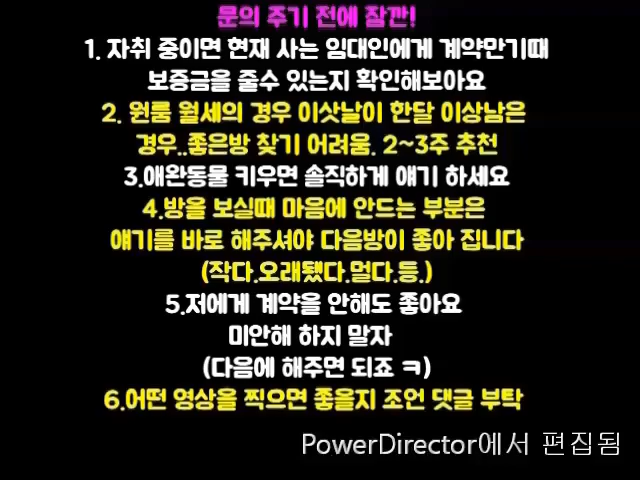 문의 주기 전에 잠깐!
1. 자취 중이면 현재 사는 임대인에게 계약만기때
보증금을 줄수 있는지 확인해보아요
2. 원룸 월세의 경우 이삿날이 한달 이상남은
경우..좋은방 찾기 어려움. 2~3주 추천
3.애완동물 키우면 솔직하게 얘기 하세요
4.방을 보실때 마음에 안드는 부분은
얘기를 바로 해주셔야 다음방이 좋아 집니다
(작다.오래됐다.멀다.등.)
5.저에게 계약을 안해도 좋아요
미안해 하지 말자
(다음에 해주면 되죠 ㅋ)
6.어떤 영상을 찍으면 좋을지 조언 댓글 부탁
PowerDirector에서 편집됨